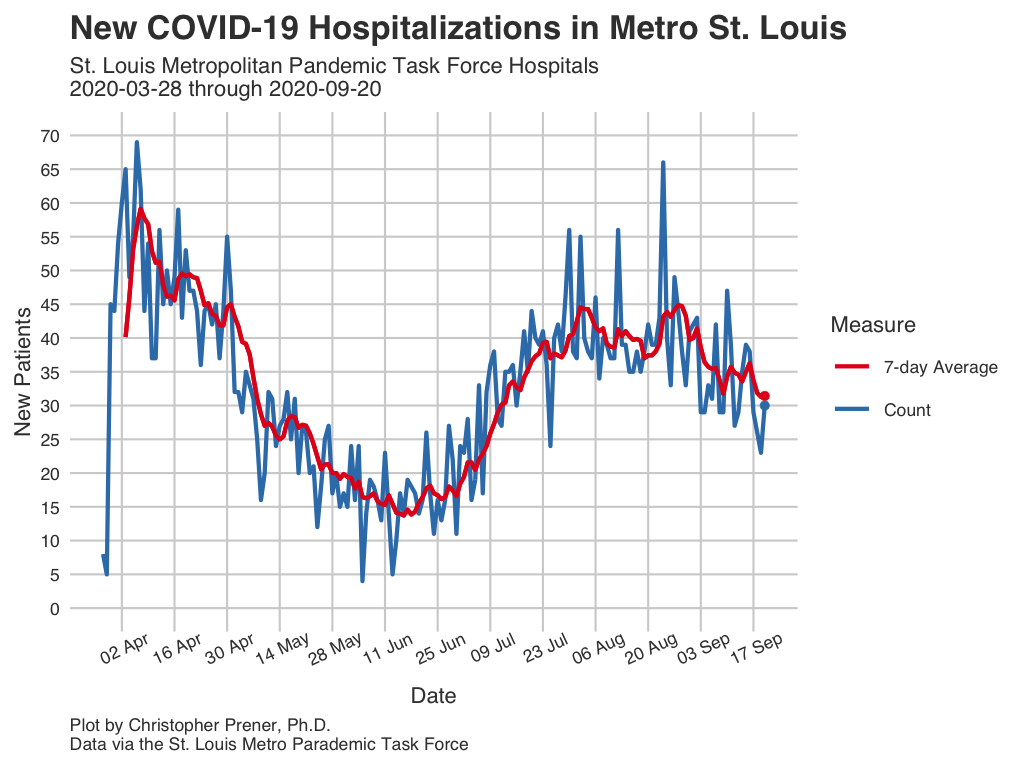 New COVID-19 Hospitalizations in Metro St. Louis
St. Louis Metropolitan Pandemic Task Force Hospitals
2020-03-28 through 2020-09-20
70
65
60
55
50
45
40
35
30
25
20
15
10
5
0
New Patients
02 Apr
16 Apr
30 Apr
14 May
28 May
11 Jun
25 Jun
09 Jul
23 Jul
06 Aug
20 Aug
03 Sep
17 Sep
Date
Measure
7-day Average
Count
Plot by Christopher Prener, Ph.D.
Data via the St. Louis Metro Parademic Task Force